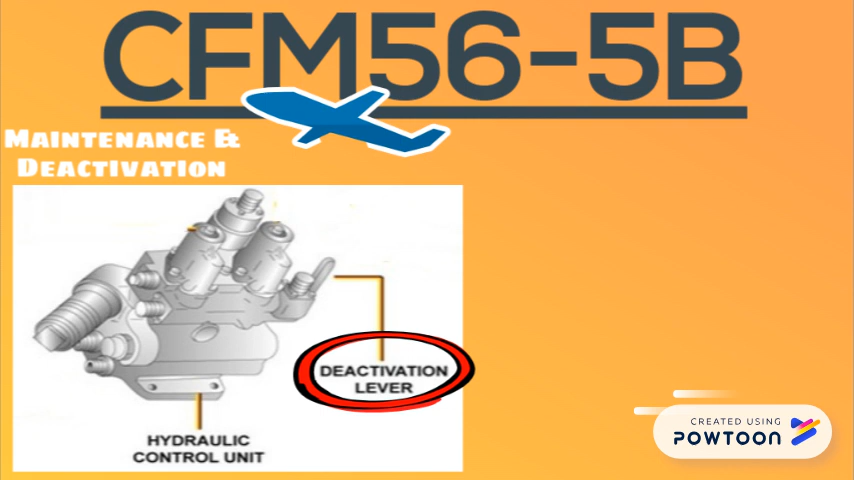 CFM56-5B
MAINTENANCE &
DEACTIVATION
DEACTIVATION
LEVER
HYDRAULIC
CONTROL UNIT
CREATED USING
POWTOON